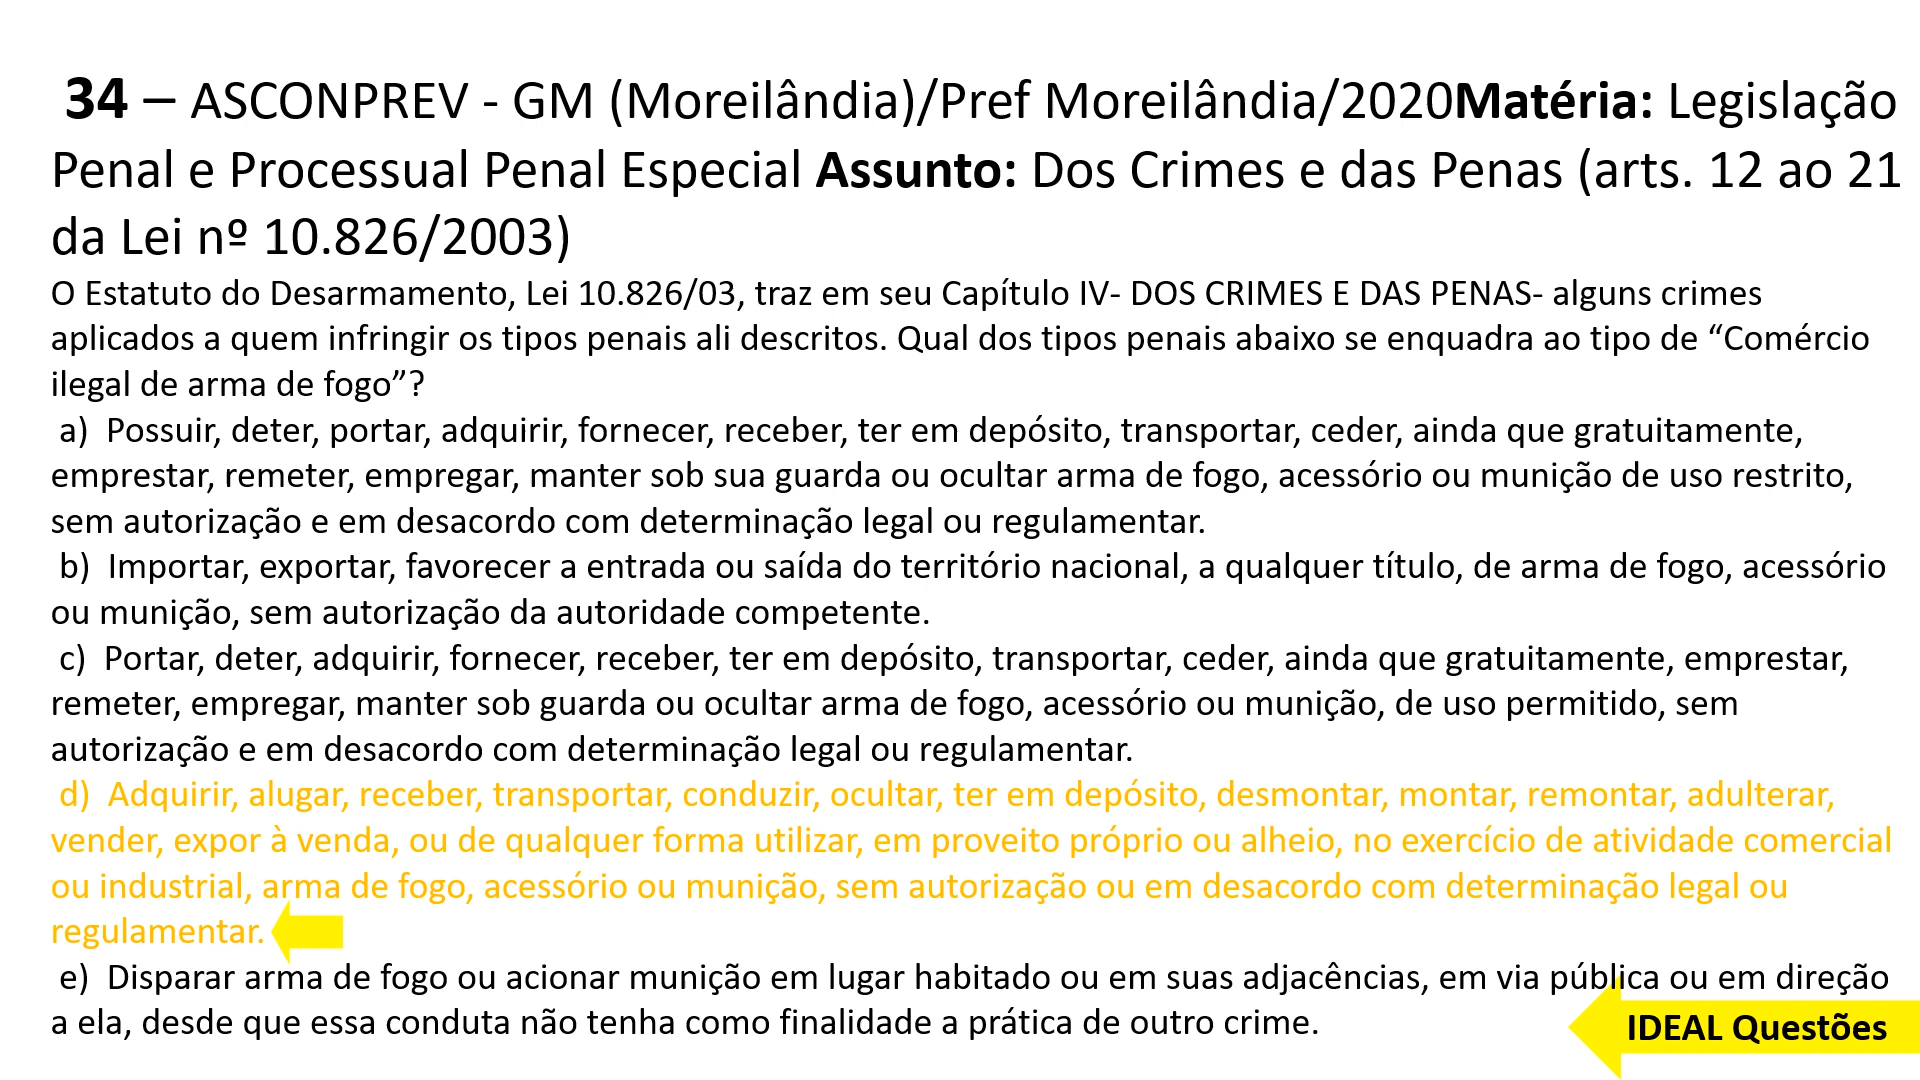 34 – ASCONPREV - GM (Moreilândia)/Pref Moreilândia/2020Matéria: Legislação
Penal e Processual Penal Especial Assunto: Dos Crimes e das Penas (arts. 12 ao 21
da Lei nº 10.826/2003)
O Estatuto do Desarmamento, Lei 10.826/03, traz em seu Capítulo IV- DOS CRIMES E DAS PENAS- alguns crimes
aplicados a quem infringir os tipos penais ali descritos. Qual dos tipos penais abaixo se enquadra ao tipo de “Comércio
ilegal de arma de fogo”?
a) Possuir, deter, portar, adquirir, fornecer, receber, ter em depósito, transportar, ceder, ainda que gratuitamente,
emprestar, remeter, empregar, manter sob sua guarda ou ocultar arma de fogo, acessório ou munição de uso restrito,
sem autorização e em desacordo com determinação legal ou regulamentar.
b) Importar, exportar, favorecer a entrada ou saída do território nacional, a qualquer título, de arma de fogo, acessório
ou munição, sem autorização da autoridade competente.
c) Portar, deter, adquirir, fornecer, receber, ter em depósito, transportar, ceder, ainda que gratuitamente, emprestar,
remeter, empregar, manter sob guarda ou ocultar arma de fogo, acessório ou munição, de uso permitido, sem
autorização e em desacordo com determinação legal ou regulamentar.
d) Adquirir, alugar, receber, transportar, conduzir, ocultar, ter em depósito, desmontar, montar, remontar, adulterar,
vender, expor à venda, ou de qualquer forma utilizar, em proveito próprio ou alheio, no exercício de atividade comercial
ou industrial, arma de fogo, acessório ou munição, sem autorização ou em desacordo com determinação legal ou
regulamentar.
e) Disparar arma de fogo ou acionar munição em lugar habitado ou em suas adjacências, em via pública ou em direção
a ela, desde que essa conduta não tenha como finalidade a prática de outro crime.
IDEAL Questões